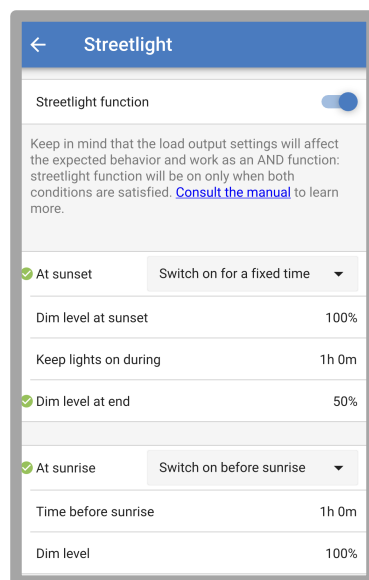 Streetlight
Streetlight function
Keep in mind that the load output settings will affect
the expected behavior and work as an AND function:
streetlight function will be on only when both
conditions are satisfied. Consult the manual to learn
more.
At sunset Switch on for a fixed time
Dim level at sunset 100%
Keep lights on during 1h 0m
Dim level at end 50%
At sunrise Switch on before sunrise
Time before sunrise 1h 0m
Dim level 100%